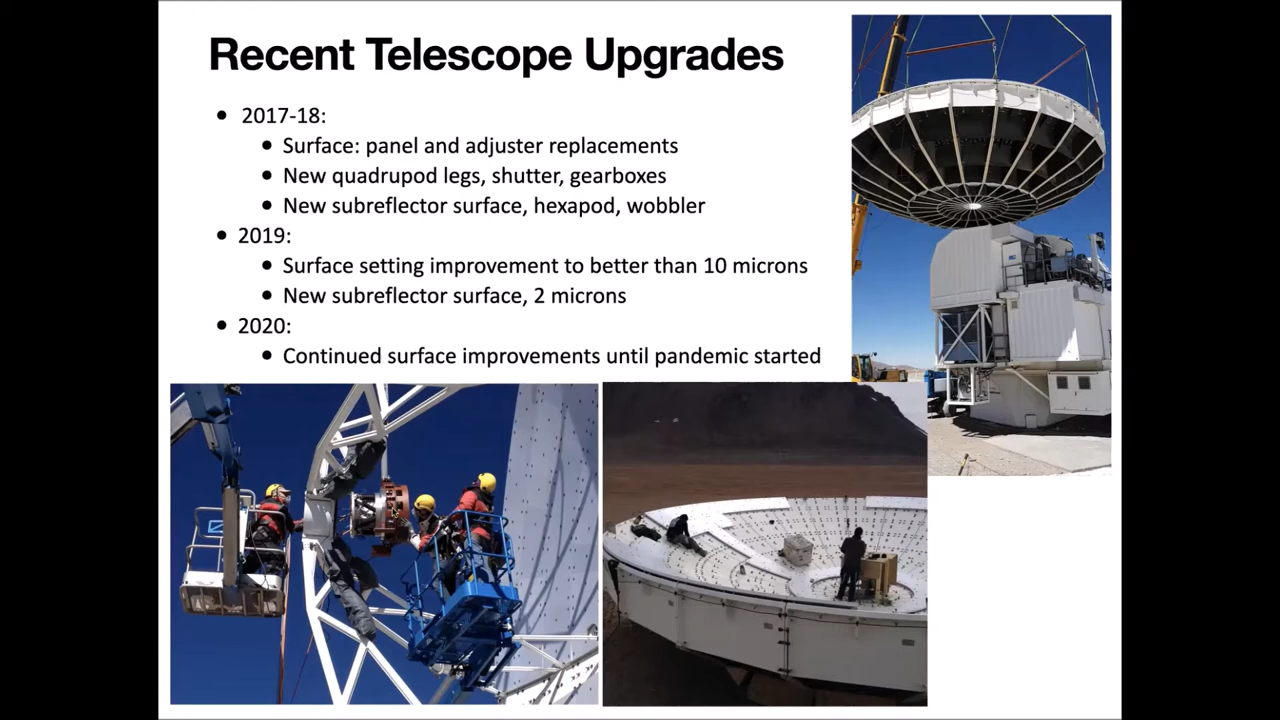 Recent Telescope Upgrades
• 2017-18:
• Surface: panel and adjuster replacements
• New quadrupod legs, shutter, gearboxes
• New subreflector surface, hexapod, wobbler
• 2019:
• Surface setting improvement to better than 10 microns
• New subreflector surface, 2 microns
• 2020:
• Continued surface improvements until pandemic started